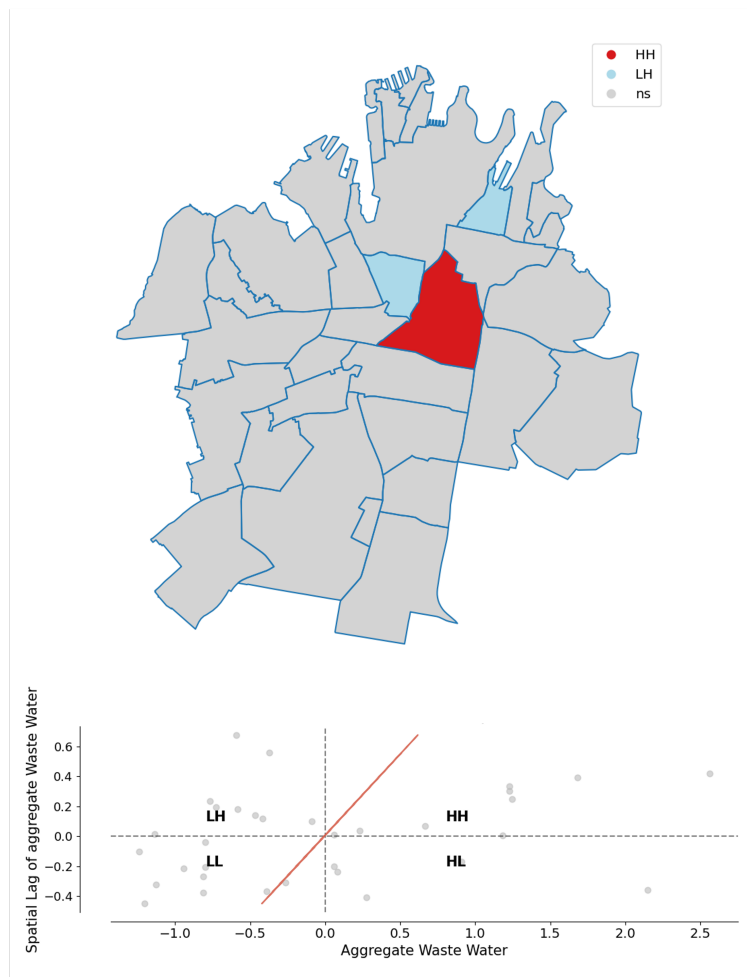 HH
LH
ns
Spatial Lag of aggregate Waste Water
0.6
0.4
0.2
0.0
−0.2
−0.4
LH
HH
LL
HL
−1.0 −0.5 0.0 0.5 1.0 1.5 2.0 2.5
Aggregate Waste Water